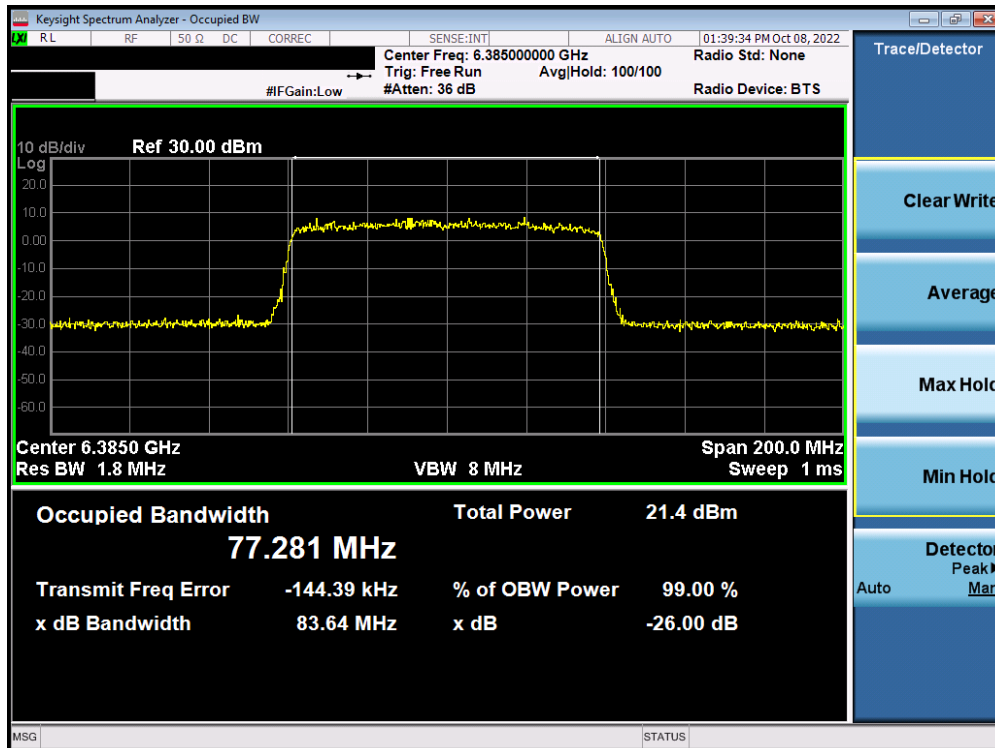 Keysight Spectrum Analyzer - Occupied BW
LXI RL RF 50 Ω DC CORREC SENSE:INT ALIGN AUTO 01:39:34 PM Oct 08, 2022
Center Freq: 6.385000000 GHz Radio Std: None
Trig: Free Run Avg|Hold: 100/100
#IFGain:Low #Atten: 36 dB Radio Device: BTS
10 dB/div Ref 30.00 dBm
Log
20.0
10.0
0.00
-10.0
-20.0
-30.0
-40.0
-50.0
-60.0
Center 6.3850 GHz Span 200.0 MHz
Res BW 1.8 MHz VBW 8 MHz Sweep 1 ms
Occupied Bandwidth Total Power 21.4 dBm
77.281 MHz
Transmit Freq Error -144.39 kHz % of OBW Power 99.00 %
x dB Bandwidth 83.64 MHz x dB -26.00 dB
MSG STATUS
Trace/Detector
Clear Write
Average
Max Hold
Min Hold
Detector
Peak
Auto Man